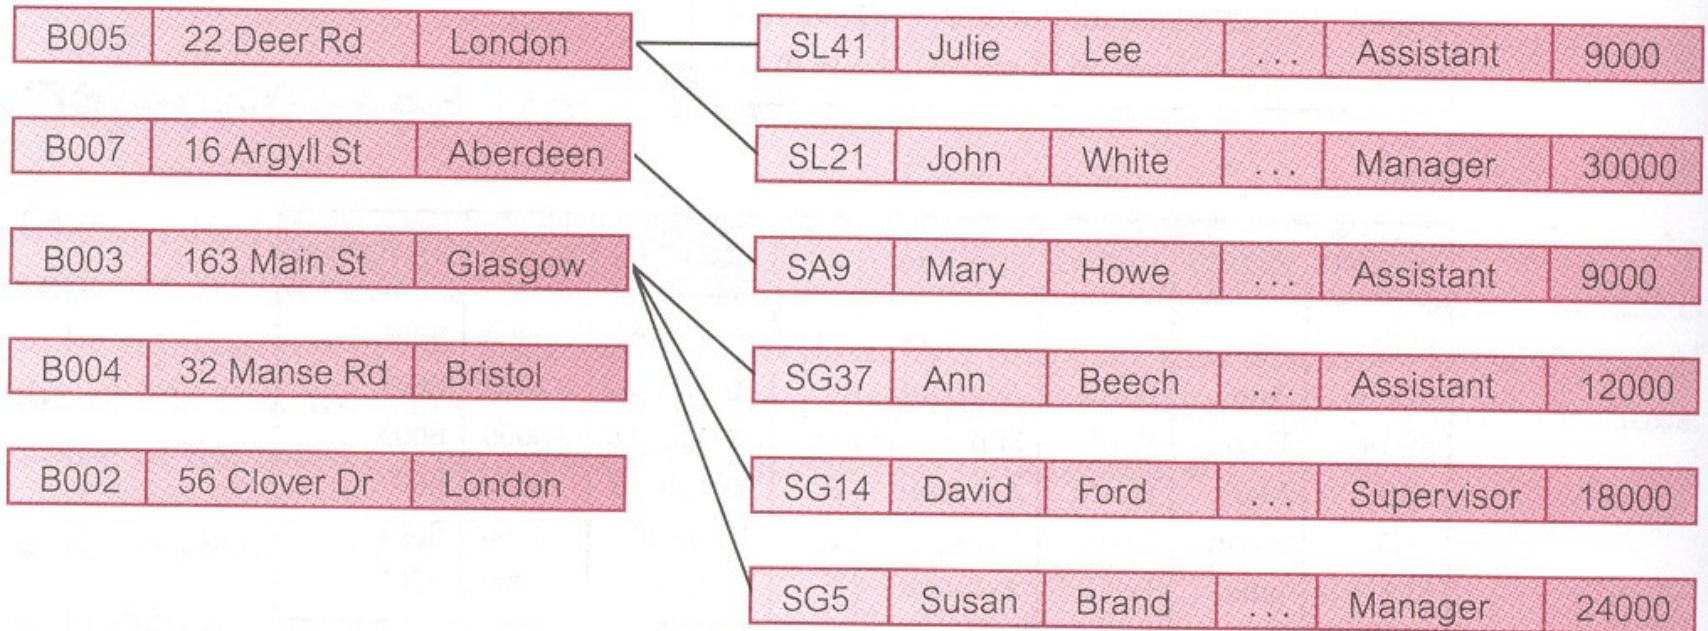 B005 22 Deer Rd London
B007 16 Argyll St Aberdeen
B003 163 Main St Glasgow
B004 32 Manse Rd Bristol
B002 56 Clover Dr London
SL41 Julie Lee ... Assistant 9000
SL21 John White ... Manager 30000
SA9 Mary Howe ... Assistant 9000
SG37 Ann Beech ... Assistant 12000
SG14 David Ford ... Supervisor 18000
SG5 Susan Brand ... Manager 24000